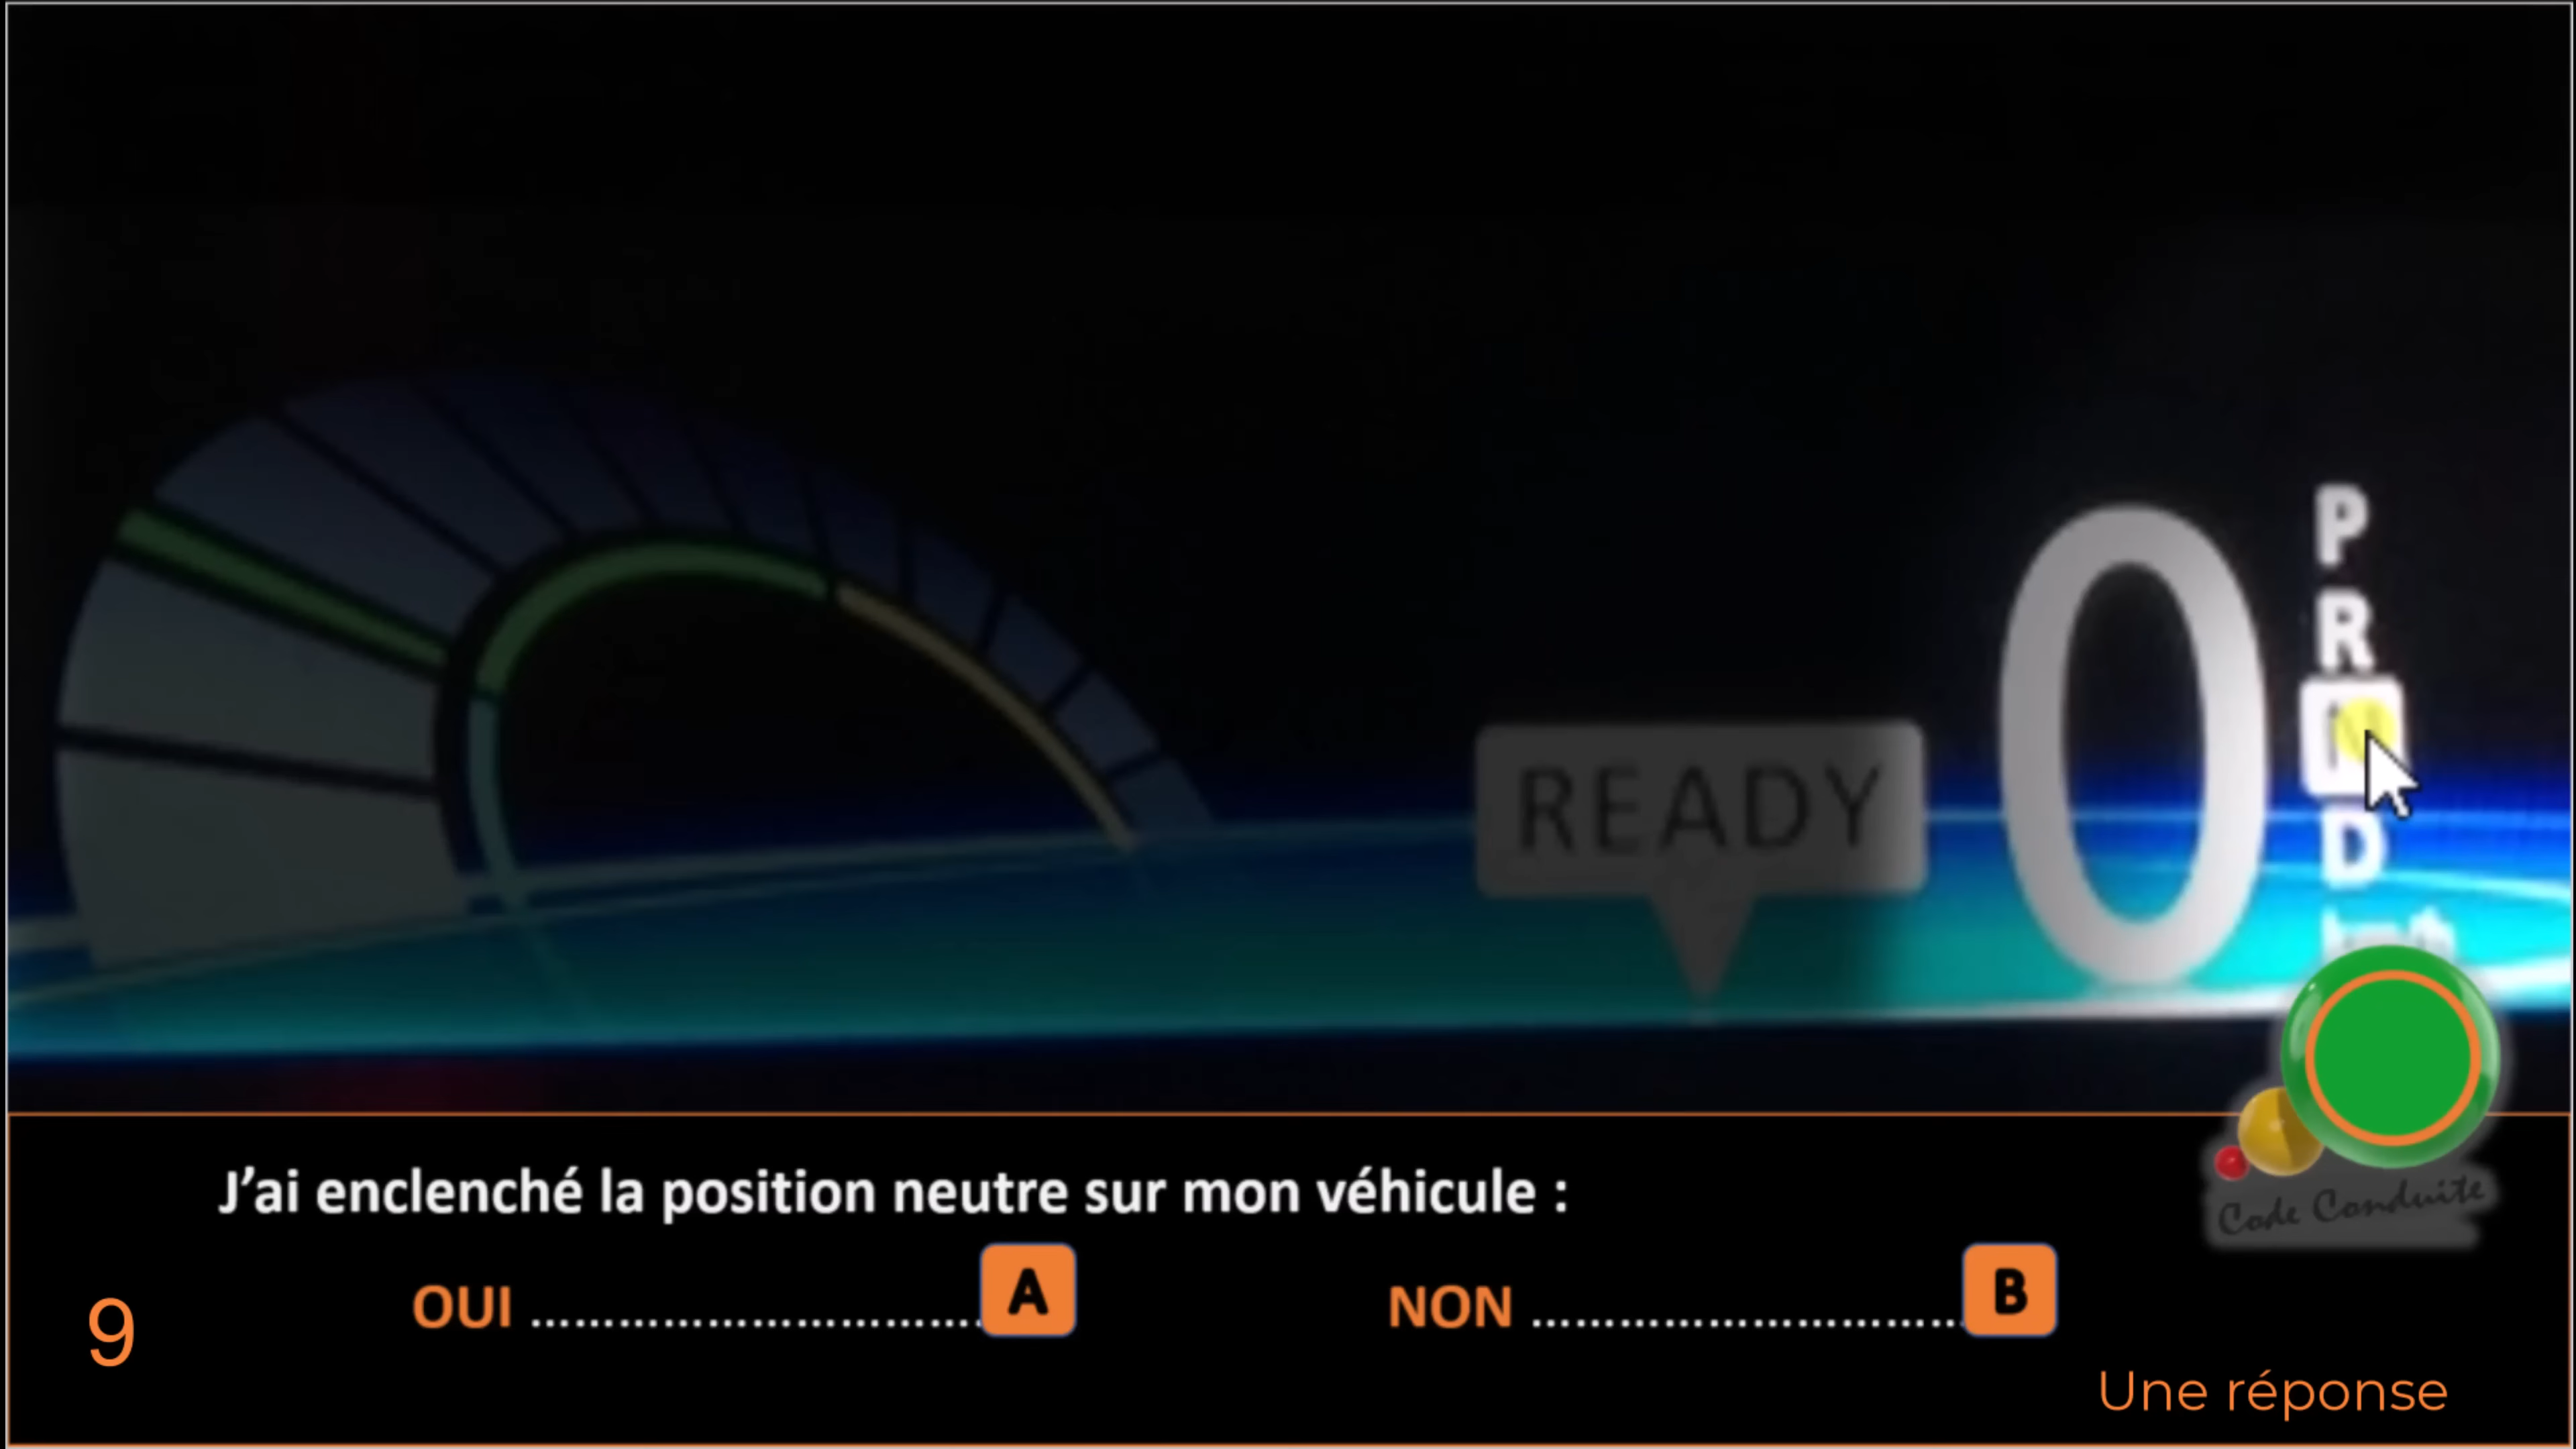 P
R
D
0
READY
J'ai enclenché la position neutre sur mon véhicule :
OUI .............................. A
NON .............................. B
Code Conduite
9
Une réponse